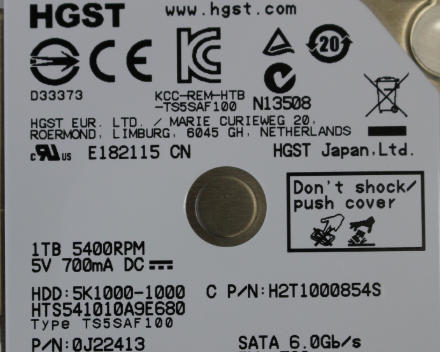 HGST www.hgst.com
20
D33373 KCC-REM-HTB
-TS5SAF100 N13508
HGST EUR. LTD. / MARIE CURIEWEG 20,
ROERMOND, LIMBURG, 6045 GH, NETHERLANDS
c RU us E182115 CN HGST Japan,Ltd.
Don't shock/
push cover
1TB 5400RPM
5V 700mA DC
HDD:5K1000-1000 C P/N:H2T1000854S
HTS541010A9E680
Type TS5SAF100
P/N:0J22413 SATA 6.0Gb/s